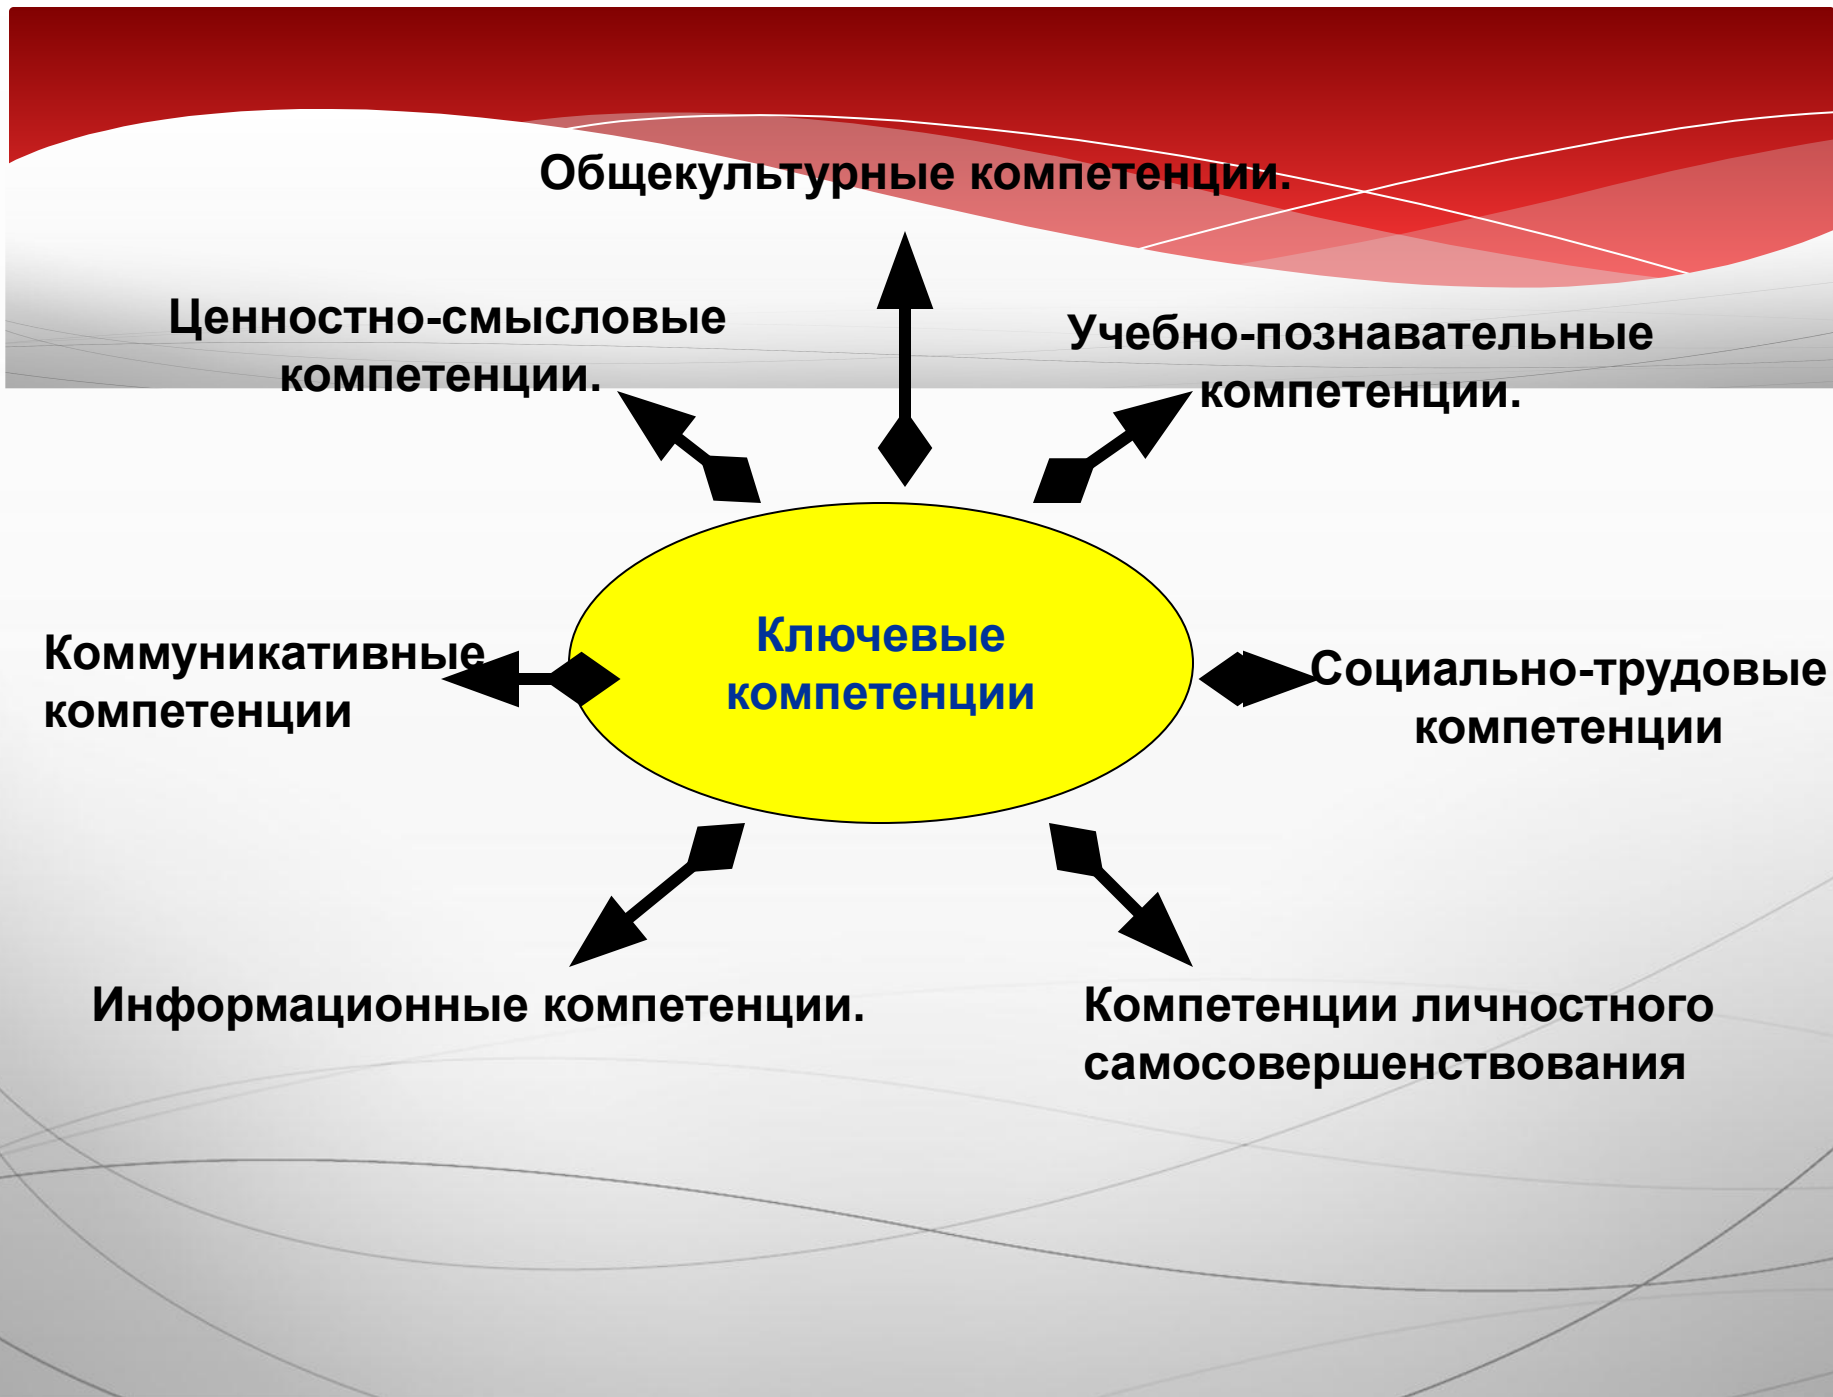 Общекультурные компетенции.
Ценностно-смысловые
компетенции.
Учебно-познавательные
компетенции.
Ключевые
компетенции
Коммуникативные
компетенции
Социально-трудовые
компетенции
Информационные компетенции.
Компетенции личностного
самосовершенствования